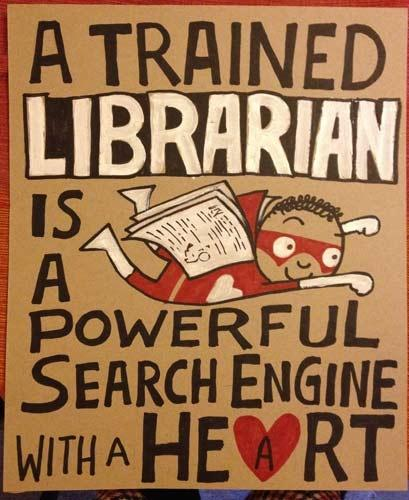 A TRAINED
LIBRARIAN
IS
A
POWERFUL
SEARCH ENGINE
WITH A HEART